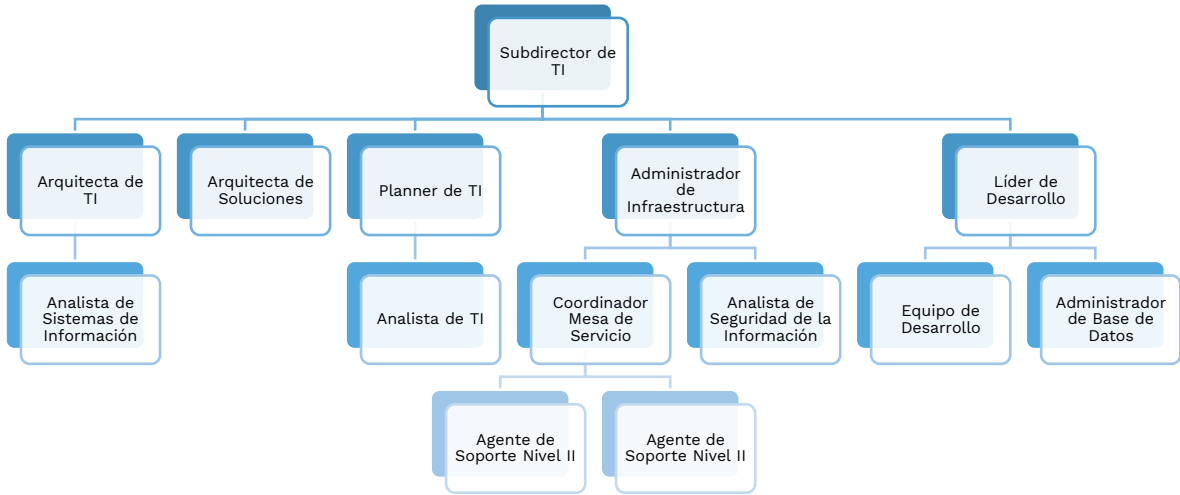 Subdirector de
TI
Arquitecta de
TI
Arquitecta de
Soluciones
Planner de TI
Administrador
de
Infraestructura
Líder de
Desarrollo
Analista de
Sistemas de
Información
Analista de TI
Coordinador
Mesa de
Servicio
Analista de
Seguridad de la
Información
Equipo de
Desarrollo
Administrador
de Base de
Datos
Agente de
Soporte Nivel II
Agente de
Soporte Nivel II